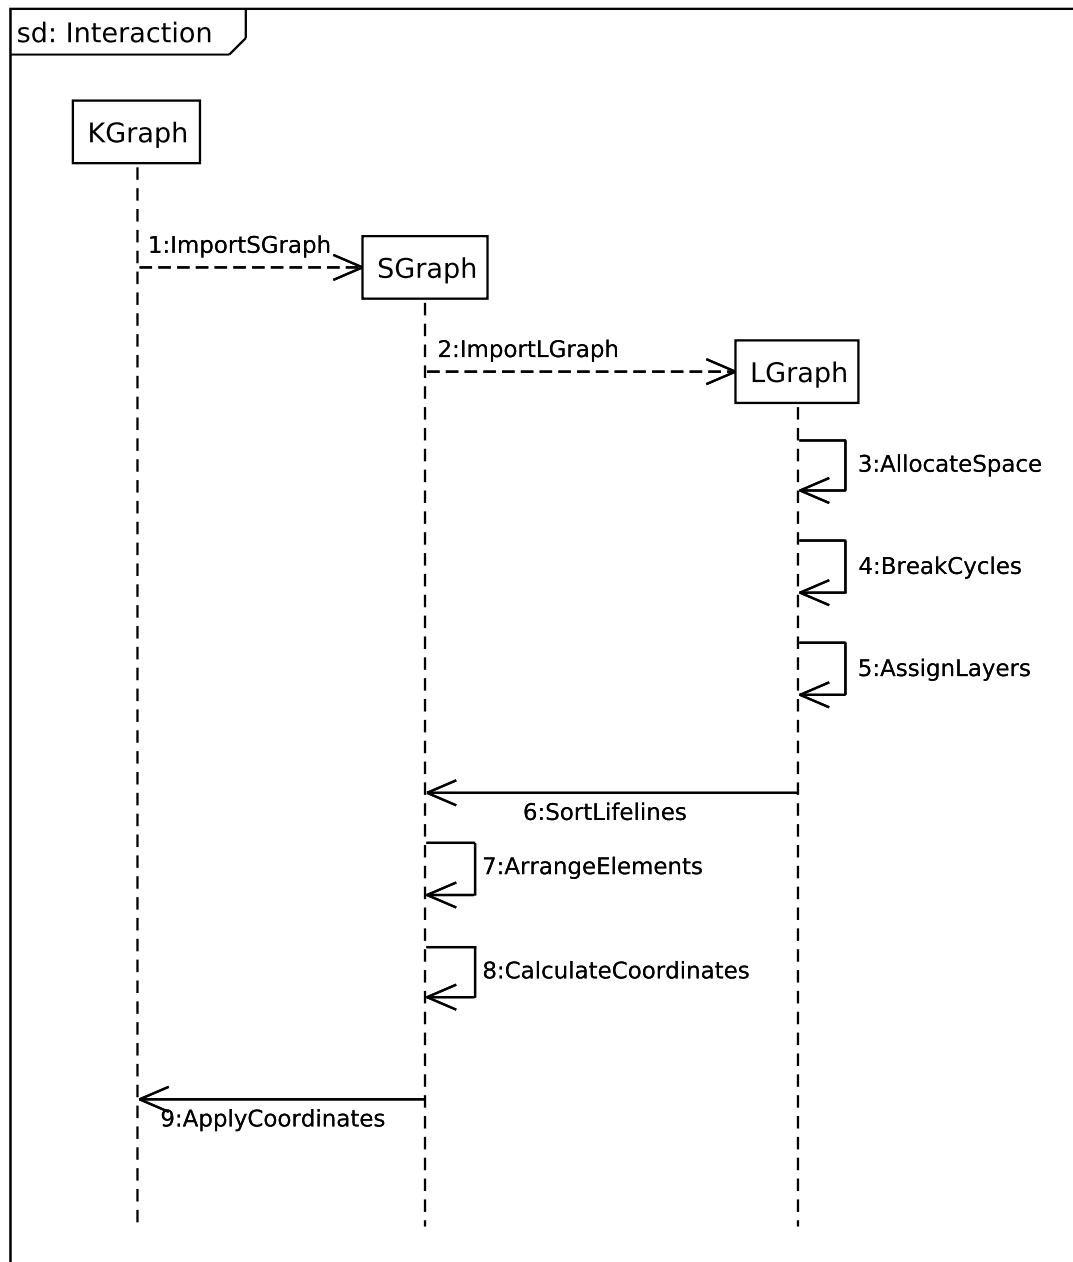 sd: Interaction
KGraph
1:ImportSGraph
SGraph
2:ImportLGraph
LGraph
3:AllocateSpace
4:BreakCycles
5:AssignLayers
6:SortLifelines
7:ArrangeElements
8:CalculateCoordinates
9:ApplyCoordinates